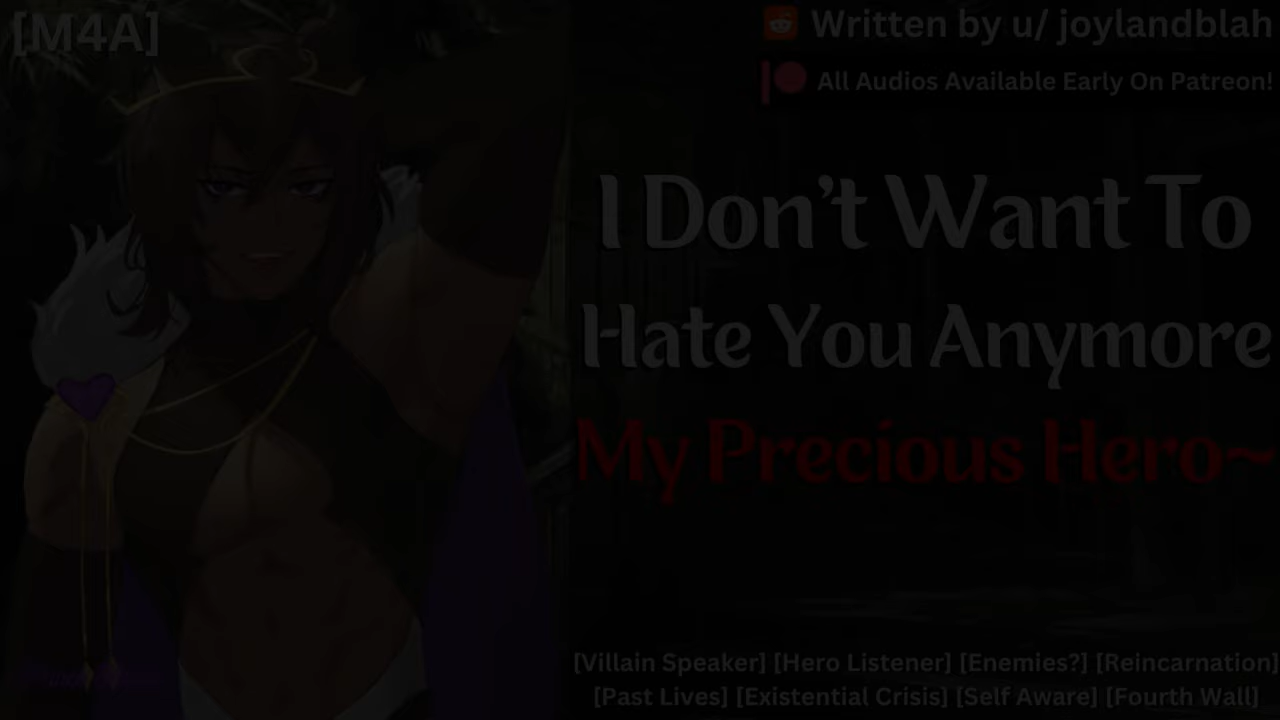 [M4A]
Written by u/ joylandblah
All Audios Available Early On Patreon!
I Don't Want To
Hate You Anymore
My Precious Hero~
[Villain Speaker] [Hero Listener] [Enemies?] [Reincarnation]
[Past Lives] [Existential Crisis] [Self Aware] [Fourth Wall]